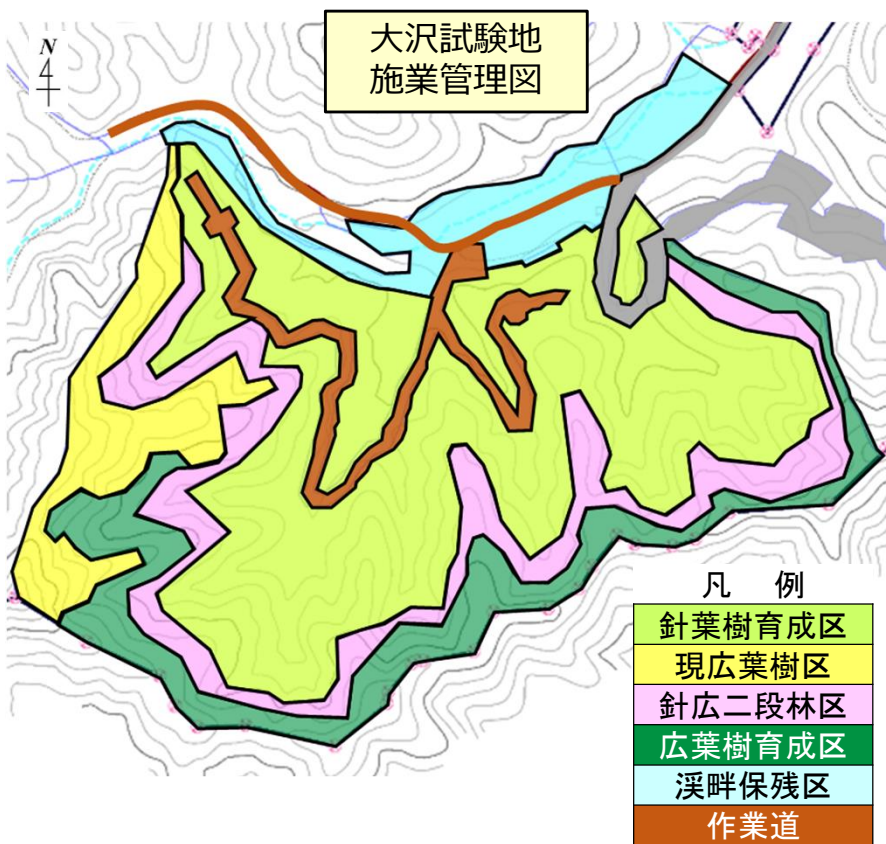 大沢試験地
施業管理図
N
凡 例
針葉樹育成区
現広葉樹区
針広二段林区
広葉樹育成区
渓畔保残区
作業道